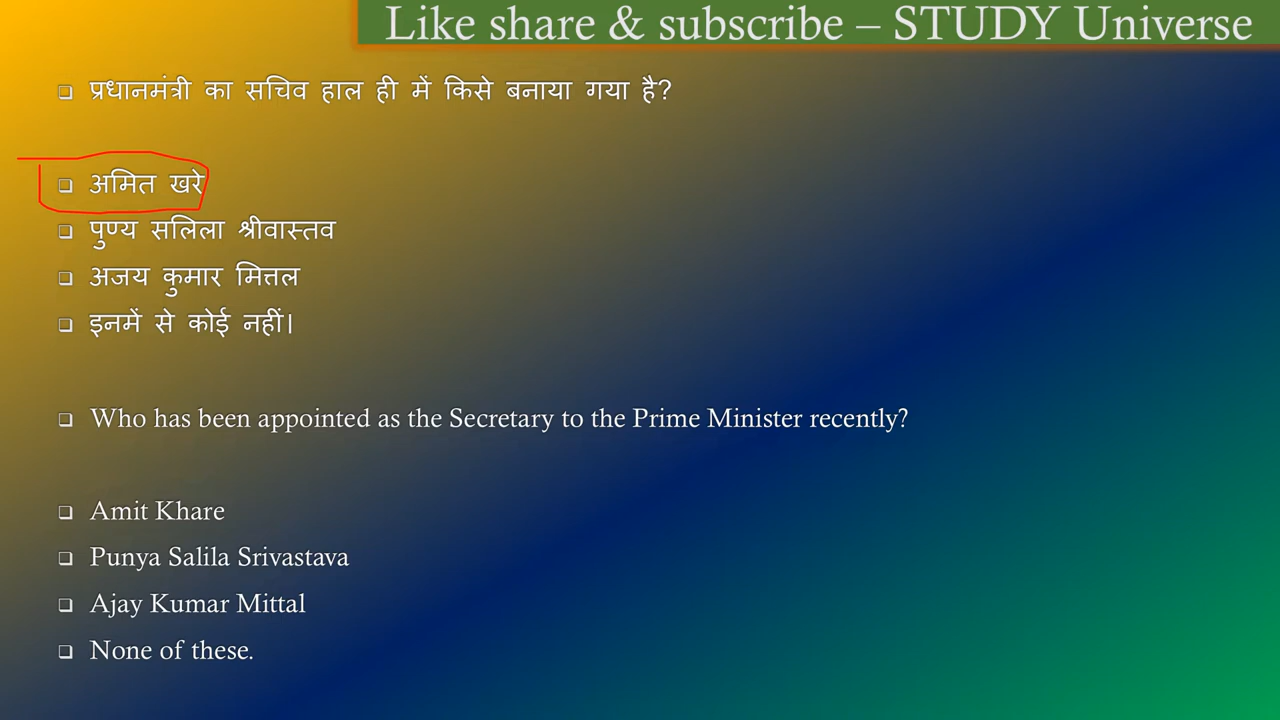 Like share & subscribe – STUDY Universe
प्रधानमंत्री का सचिव हाल ही में किसे बनाया गया है?
अमित खरे
पुण्य सलिला श्रीवास्तव
अजय कुमार मित्तल
इनमें से कोई नहीं।
Who has been appointed as the Secretary to the Prime Minister recently?
Amit Khare
Punya Salila Srivastava
Ajay Kumar Mittal
None of these.